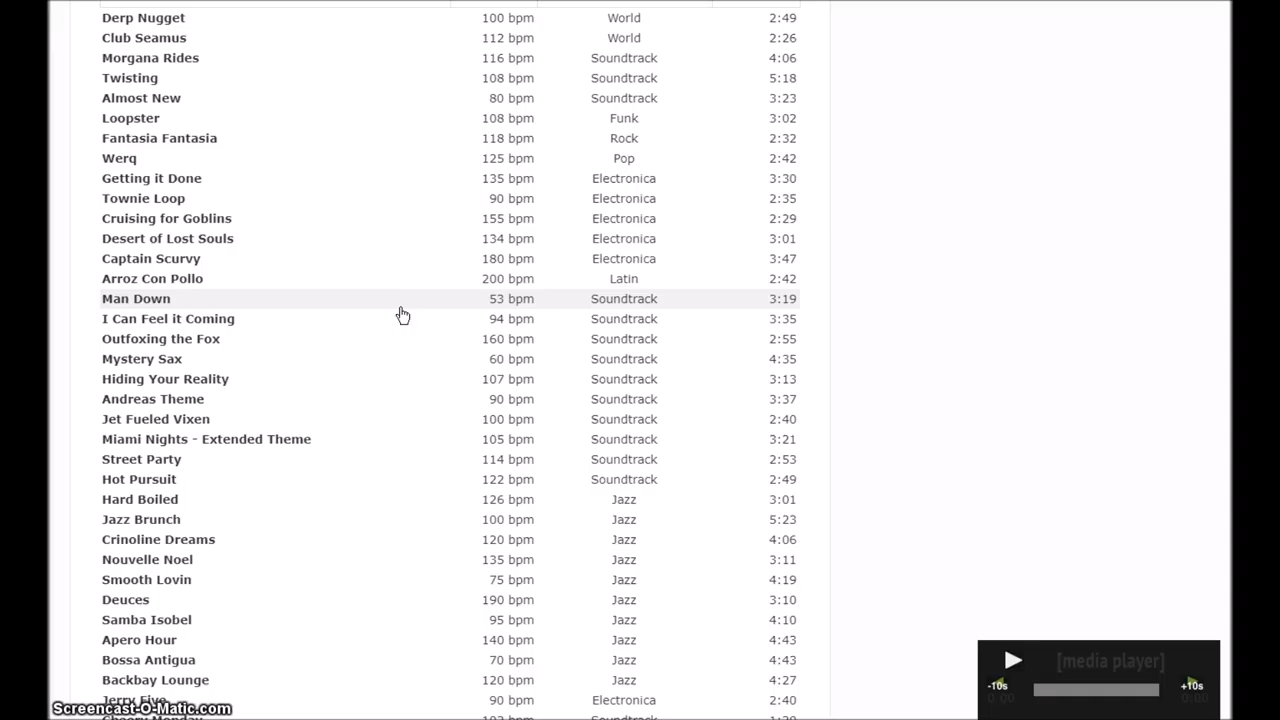 Derp Nugget 100 bpm World 2:49
Club Seamus 112 bpm World 2:26
Morgana Rides 116 bpm Soundtrack 4:06
Twisting 108 bpm Soundtrack 5:18
Almost New 80 bpm Soundtrack 3:23
Loopster 108 bpm Funk 3:02
Fantasia Fantasia 118 bpm Rock 2:32
Werq 125 bpm Pop 2:42
Getting it Done 135 bpm Electronica 3:30
Townie Loop 90 bpm Electronica 2:35
Cruising for Goblins 155 bpm Electronica 2:29
Desert of Lost Souls 134 bpm Electronica 3:01
Captain Scurvy 180 bpm Electronica 3:47
Arroz Con Pollo 200 bpm Latin 2:42
Man Down 53 bpm Soundtrack 3:19
I Can Feel it Coming 94 bpm Soundtrack 3:35
Outfoxing the Fox 160 bpm Soundtrack 2:55
Mystery Sax 60 bpm Soundtrack 4:35
Hiding Your Reality 107 bpm Soundtrack 3:13
Andreas Theme 90 bpm Soundtrack 3:37
Jet Fueled Vixen 100 bpm Soundtrack 2:40
Miami Nights - Extended Theme 105 bpm Soundtrack 3:21
Street Party 114 bpm Soundtrack 2:53
Hot Pursuit 122 bpm Soundtrack 2:49
Hard Boiled 126 bpm Jazz 3:01
Jazz Brunch 100 bpm Jazz 5:23
Crinoline Dreams 120 bpm Jazz 4:06
Nouvelle Noel 135 bpm Jazz 3:11
Smooth Lovin 75 bpm Jazz 4:19
Deuces 190 bpm Jazz 3:10
Samba Isobel 95 bpm Jazz 4:10
Apero Hour 140 bpm Jazz 4:43
Bossa Antigua 70 bpm Jazz 4:43
Backbay Lounge 120 bpm Jazz 4:27
Jerry Five 90 bpm Electronica 2:40
Screencast-O-Matic.com
[media player]
-10s +10s
0:00 0:00